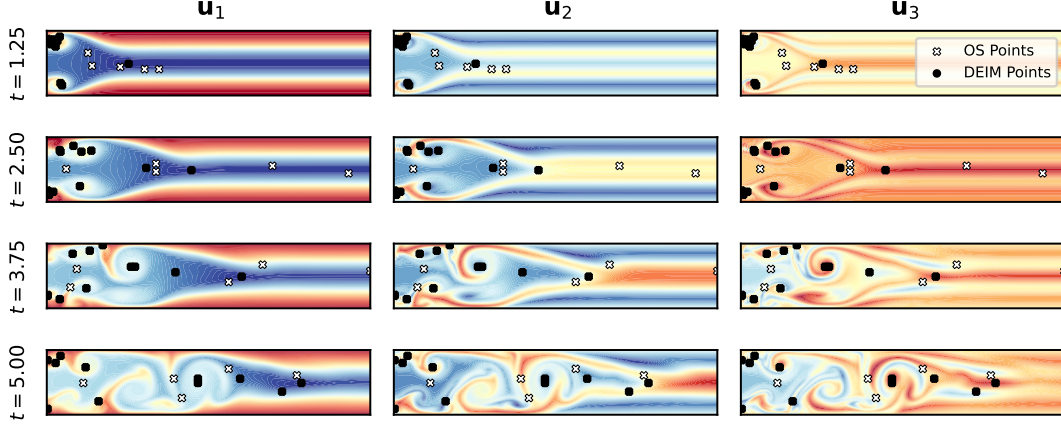 u₁ u₂ u₃
t = 1.25
OS Points
DEIM Points
t = 2.50
t = 3.75
t = 5.00